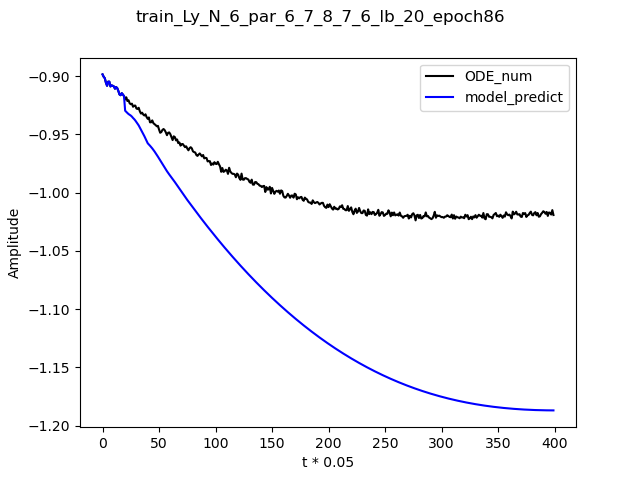 train_Ly_N_6_par_6_7_8_7_6_lb_20_epoch86
ODE_num
model_predict
Amplitude
−0.90
−0.95
−1.00
−1.05
−1.10
−1.15
−1.20
0 50 100 150 200 250 300 350 400
t * 0.05